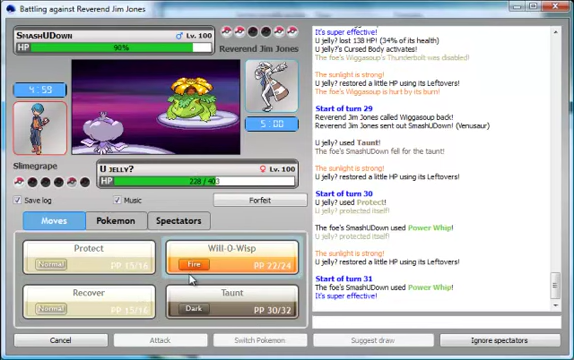 Battling against Reverend Jim Jones
SmashUDown ♂ Lv. 100
HP 90%
Reverend Jim Jones
4:59
5:00
Slimegrape
U jelly? ♀ Lv. 100
HP 228 / 403
Save log
Music
Forfeit
Moves
Pokemon
Spectators
Protect
Normal PP 15/16
Will-O-Wisp
Fire PP 22/24
Recover
Normal PP 15/16
Taunt
Dark PP 30/32
Cancel
Attack
Switch Pokemon
Suggest draw
Ignore spectators
It's super effective!
U jelly? lost 138 HP! (34% of its health)
U jelly?'s Cursed Body activates!
The foe's Wiggasoup's Thunderbolt was disabled!
The sunlight is strong!
U jelly? restored a little HP using its Leftovers!
The foe's Wiggasoup is hurt by its burn!
Start of turn 29
Reverend Jim Jones called Wiggasoup back!
Reverend Jim Jones sent out SmashUDown! (Venusaur)
U jelly? used Taunt!
The foe's SmashUDown fell for the taunt!
The sunlight is strong!
U jelly? restored a little HP using its Leftovers!
Start of turn 30
U jelly? used Protect!
U jelly? protected itself!
The foe's SmashUDown used Power Whip!
U jelly? protected itself!
The sunlight is strong!
U jelly? restored a little HP using its Leftovers!
Start of turn 31
The foe's SmashUDown used Power Whip!
It's super effective!